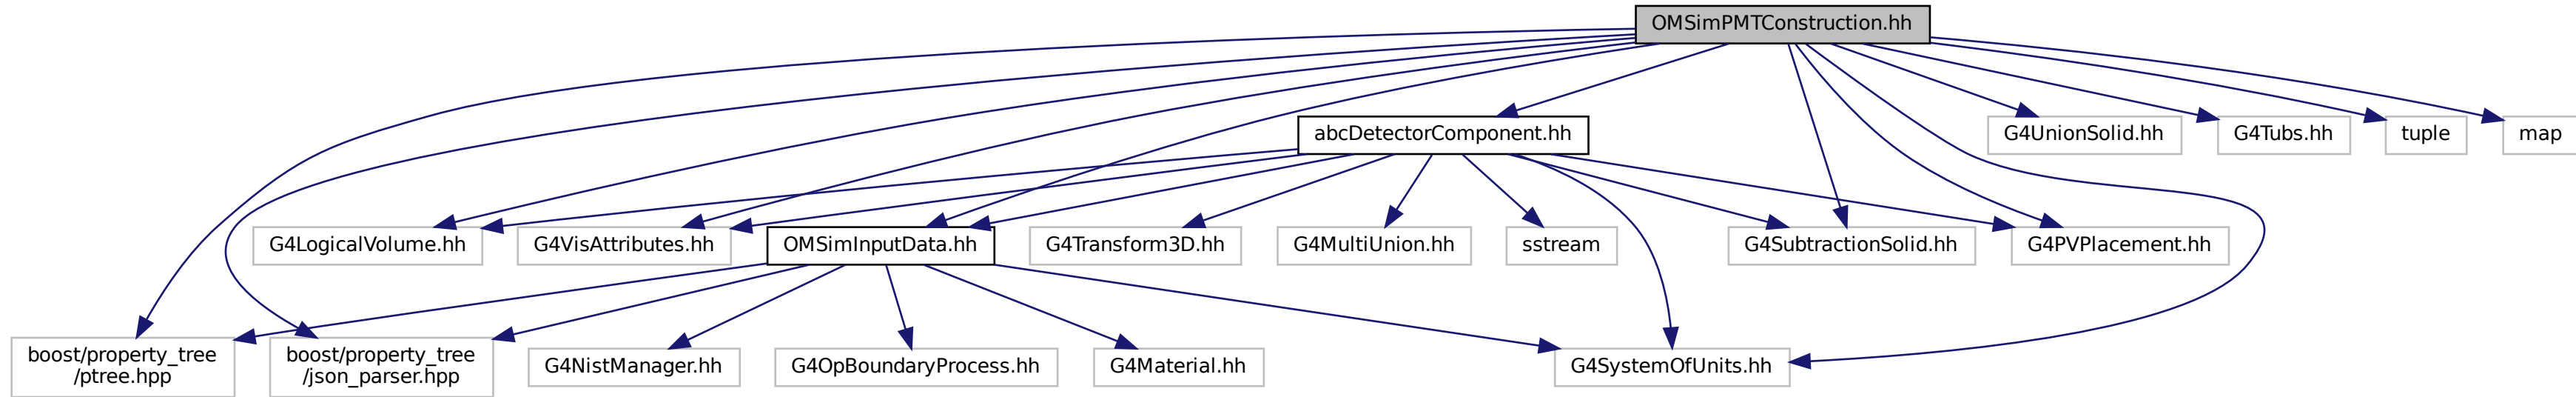 OMSimPMTConstruction.hh
abcDetectorComponent.hh
G4UnionSolid.hh
G4Tubs.hh
tuple
map
G4LogicalVolume.hh
G4VisAttributes.hh
OMSimInputData.hh
G4Transform3D.hh
G4MultiUnion.hh
sstream
G4SubtractionSolid.hh
G4PVPlacement.hh
boost/property_tree
/ptree.hpp
boost/property_tree
/json_parser.hpp
G4NistManager.hh
G4OpBoundaryProcess.hh
G4Material.hh
G4SystemOfUnits.hh